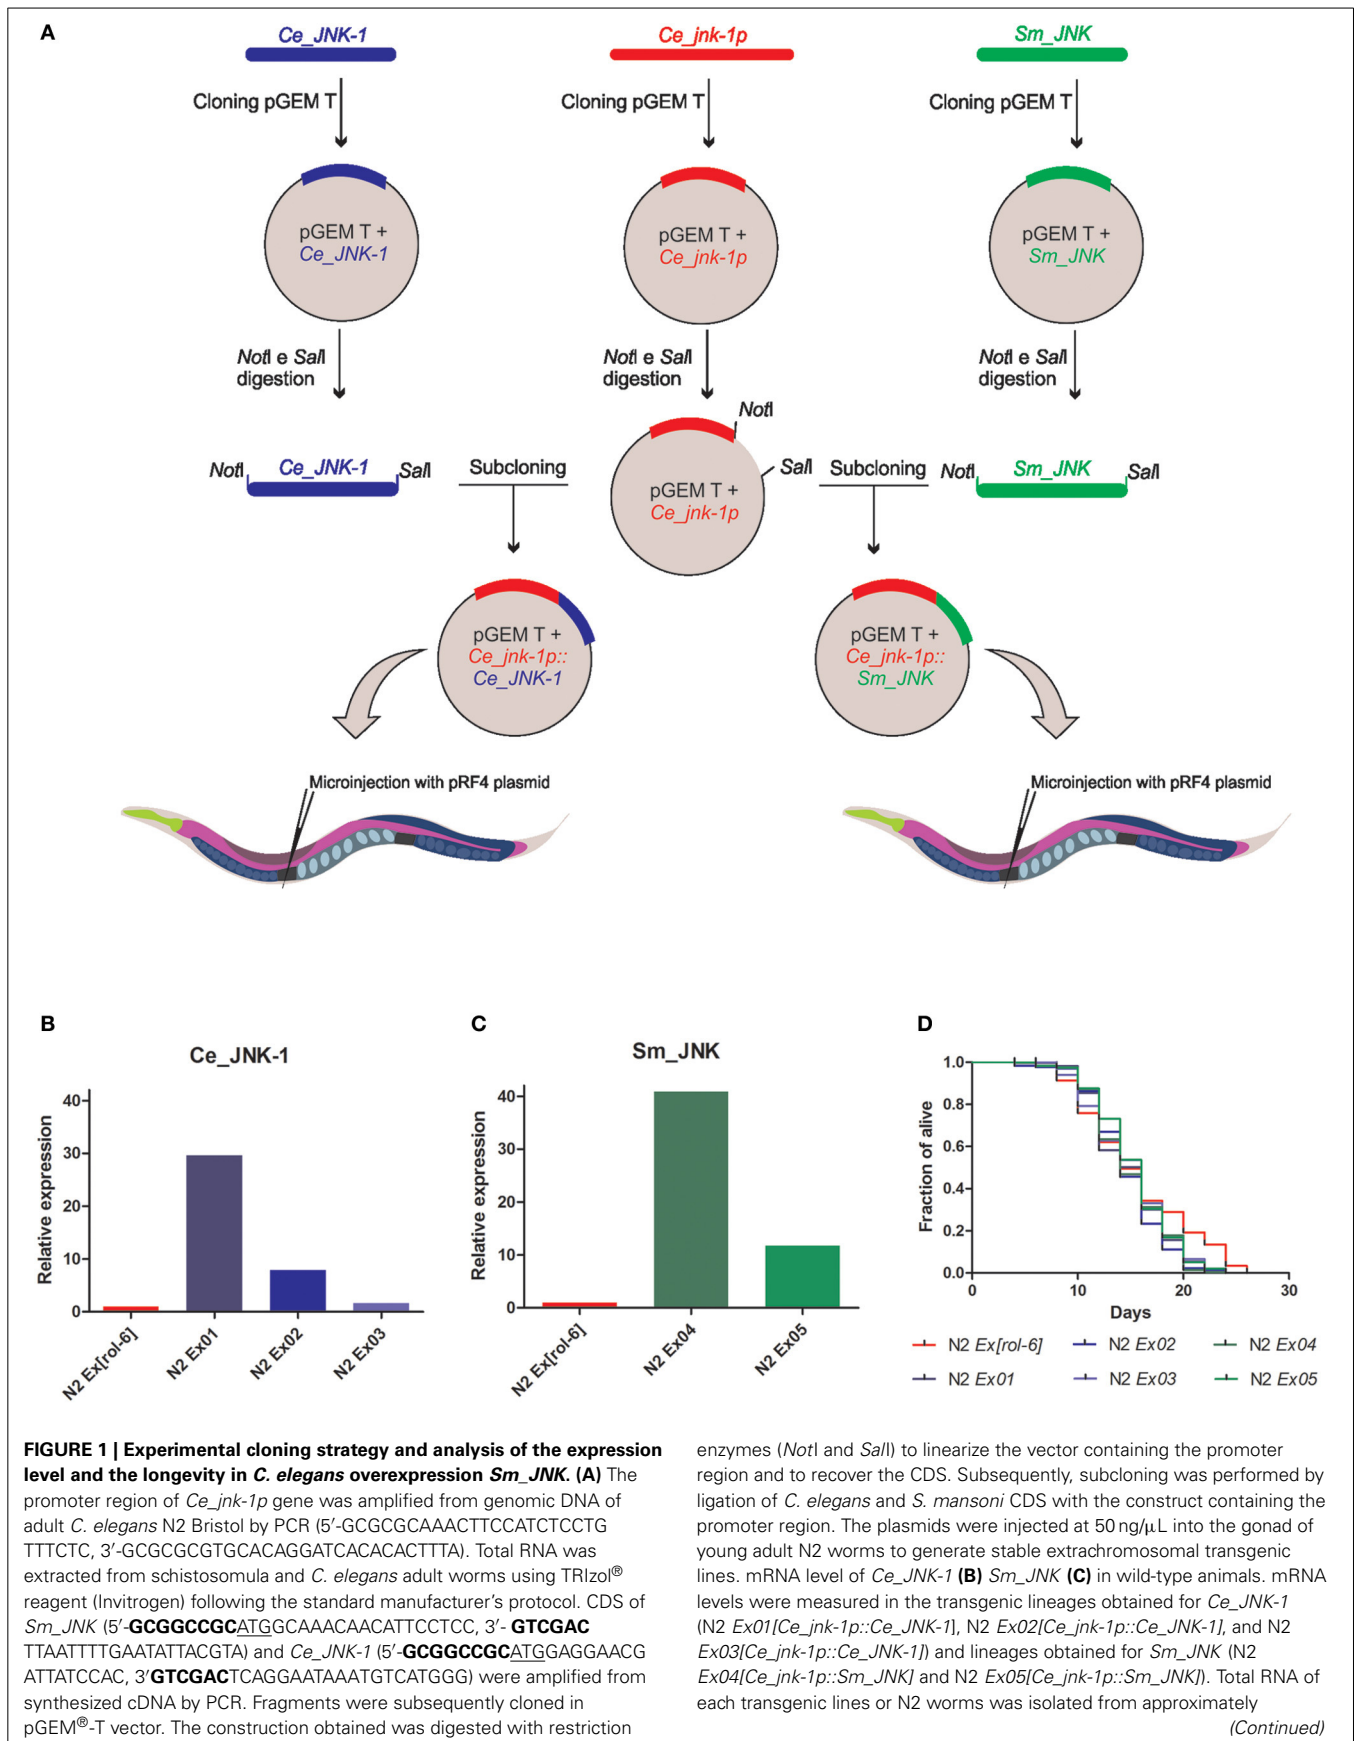 A
Ce_JNK-1
Ce_jnk-1p
Sm_JNK
Cloning pGEM T
Cloning pGEM T
Cloning pGEM T
pGEM T +
Ce_JNK-1
pGEM T +
Ce_jnk-1p
pGEM T +
Sm_JNK
NotI e SalI
digestion
NotI e SalI
digestion
NotI e SalI
digestion
NotI
SalI
pGEM T +
Ce_jnk-1p
NotI
Ce_JNK-1
SalI
Subcloning
Subcloning
NotI
Sm_JNK
SalI
pGEM T +
Ce_jnk-1p::
Ce_JNK-1
pGEM T +
Ce_jnk-1p::
Sm_JNK
Microinjection with pRF4 plasmid
Microinjection with pRF4 plasmid
B
Ce_JNK-1
Relative expression
40
30
20
10
0
N2 Ex[rol-6]
N2 Ex01
N2 Ex02
N2 Ex03
C
Sm_JNK
Relative expression
40
30
20
10
0
N2 Ex[rol-6]
N2 Ex04
N2 Ex05
D
Fraction of alive
1.0
0.8
0.6
0.4
0.2
0.0
0
10
20
30
Days
N2 Ex[rol-6]
N2 Ex02
N2 Ex04
N2 Ex01
N2 Ex03
N2 Ex05
FIGURE 1 | Experimental cloning strategy and analysis of the expression
level and the longevity in C. elegans overexpression Sm_JNK. (A) The
promoter region of Ce_jnk-1p gene was amplified from genomic DNA of
adult C. elegans N2 Bristol by PCR (5′-GCGCGCAAACTTCCATCTCCTG
TTTCTC, 3′-GCGCGCGTGCACAGGATCACACACTTTA). Total RNA was
extracted from schistosomula and C. elegans adult worms using TRIzol®
reagent (Invitrogen) following the standard manufacturer's protocol. CDS of
Sm_JNK (5′-GCGGCCGCATGGCAAACAACATTCCTCC, 3′- GTCGAC
TTAATTTTGAATATTACGTA) and Ce_JNK-1 (5′-GCGGCCGCATGGAGGAACG
ATTATCCAC, 3′GTCGACTCAGGAATAAATGTCATGGG) were amplified from
synthesized cDNA by PCR. Fragments were subsequently cloned in
pGEM®-T vector. The construction obtained was digested with restriction
enzymes (NotI and SalI) to linearize the vector containing the promoter
region and to recover the CDS. Subsequently, subcloning was performed by
ligation of C. elegans and S. mansoni CDS with the construct containing the
promoter region. The plasmids were injected at 50 ng/μL into the gonad of
young adult N2 worms to generate stable extrachromosomal transgenic
lines. mRNA level of Ce_JNK-1 (B) Sm_JNK (C) in wild-type animals. mRNA
levels were measured in the transgenic lineages obtained for Ce_JNK-1
(N2 Ex01[Ce_jnk-1p::Ce_JNK-1], N2 Ex02[Ce_jnk-1p::Ce_JNK-1], and N2
Ex03[Ce_jnk-1p::Ce_JNK-1]) and lineages obtained for Sm_JNK (N2
Ex04[Ce_jnk-1p::Sm_JNK] and N2 Ex05[Ce_jnk-1p::Sm_JNK]). Total RNA of
each transgenic lines or N2 worms was isolated from approximately
(Continued)